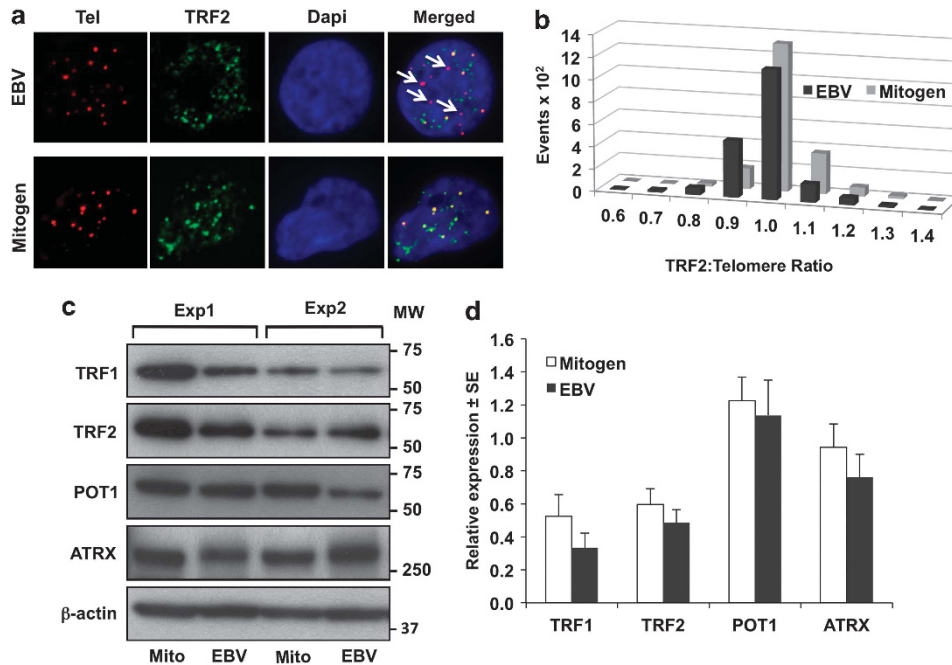 a
Tel TRF2 Dapi Merged
EBV
Mitogen
b
Events x 10²
14
12
10
8
6
4
2
0
EBV Mitogen
0.6 0.7 0.8 0.9 1.0 1.1 1.2 1.3 1.4
TRF2:Telomere Ratio
c
Exp1 Exp2 MW
TRF1
75
50
TRF2
75
50
POT1
75
50
ATRX
250
β-actin
37
Mito EBV Mito EBV
d
Relative expression ± SE
1.6
1.4
1.2
1.0
0.8
0.6
0.4
0.2
0.0
Mitogen
EBV
TRF1 TRF2 POT1 ATRX